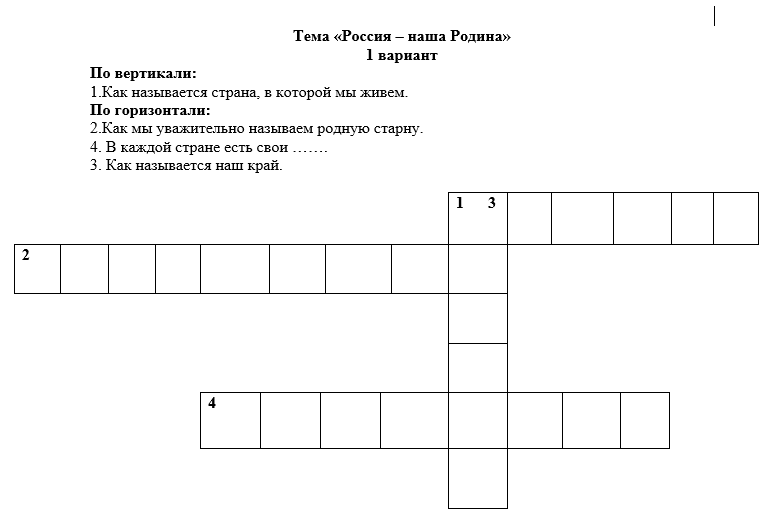 Тема «Россия – наша Родина»
1 вариант
По вертикали:
1.Как называется страна, в которой мы живем.
По горизонтали:
2.Как мы уважительно называем родную старну.
4. В каждой стране есть свои …….
3. Как называется наш край.
1 3
2
4